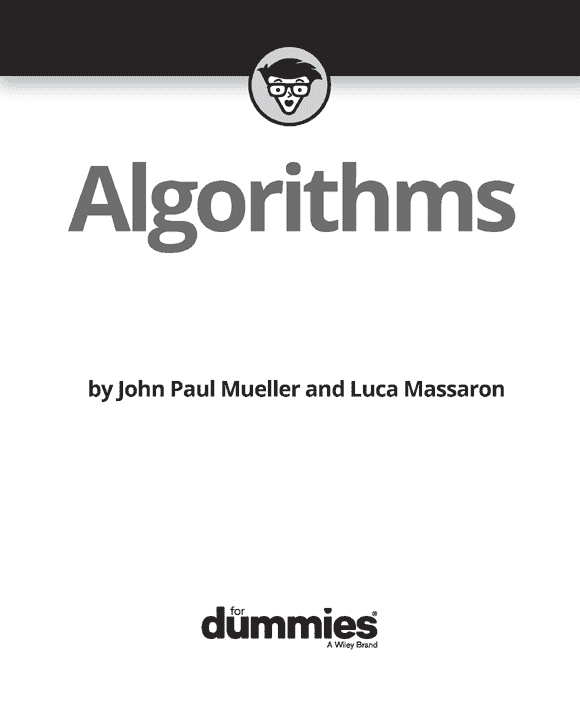 Algorithms
by John Paul Mueller and Luca Massaron
for
dummies®
A Wiley Brand